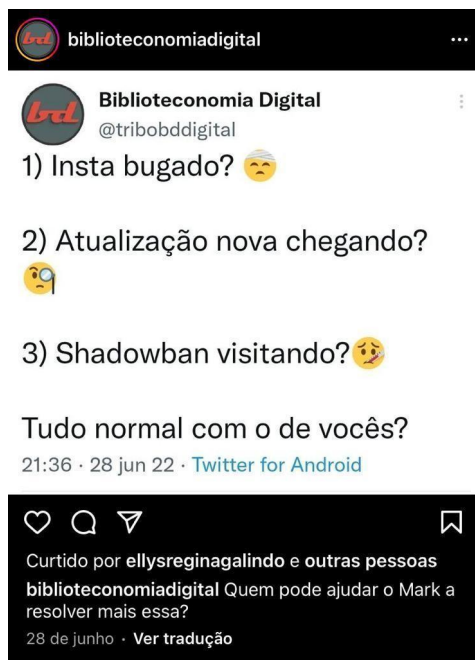 bd biblioteconomiadigital ...
bd Biblioteconomia Digital
@tribobddigital
1) Insta bugado? 🤕
2) Atualização nova chegando?
🧐
3) Shadowban visitando?🤒
Tudo normal com o de vocês?
21:36 · 28 jun 22 · Twitter for Android
Curtido por ellysreginagalindo e outras pessoas
biblioteconomiadigital Quem pode ajudar o Mark a
resolver mais essa?
28 de junho · Ver tradução